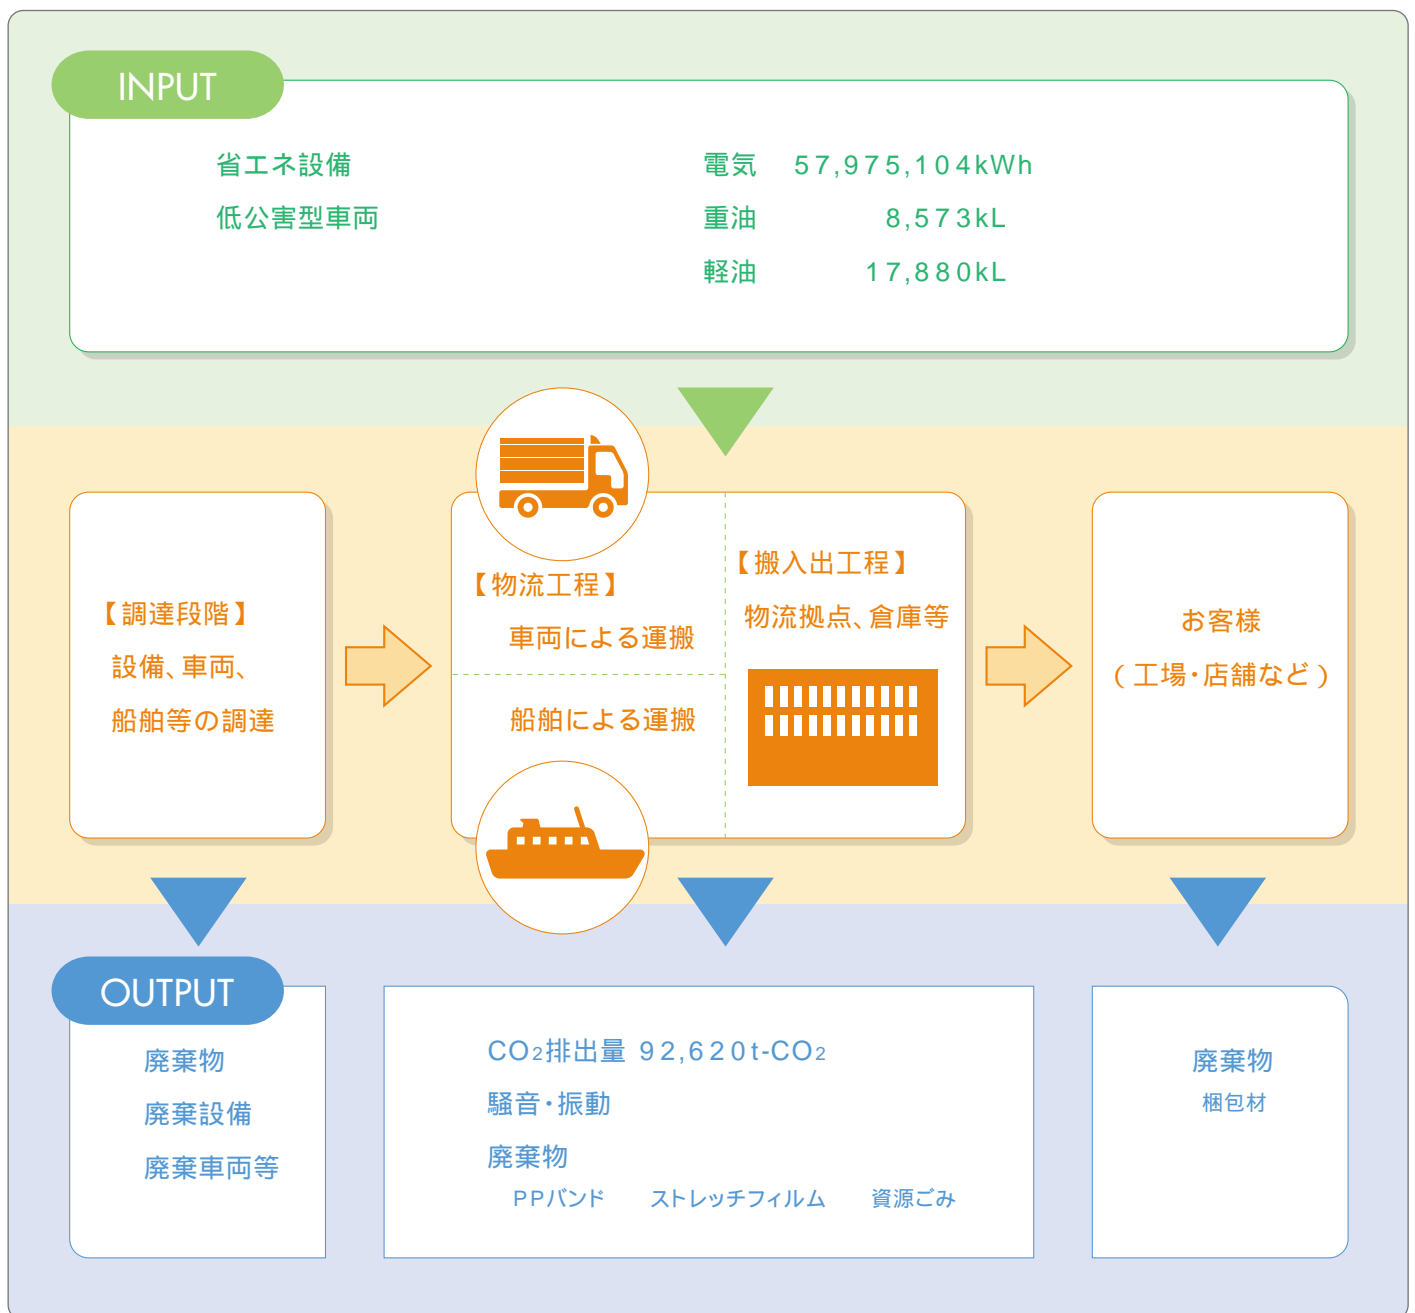 INPUT
省エネ設備
低公害型車両
電気 57,975,104kWh
重油 8,573kL
軽油 17,880kL
【調達段階】
設備、車両、
船舶等の調達
【物流工程】
車両による運搬
船舶による運搬
【搬入出工程】
物流拠点、倉庫等
お客様
(工場・店舗など)
OUTPUT
廃棄物
廃棄設備
廃棄車両等
CO2排出量 92,620t-CO2
騒音・振動
廃棄物
PPバンド ストレッチフィルム 資源ごみ
廃棄物
梱包材